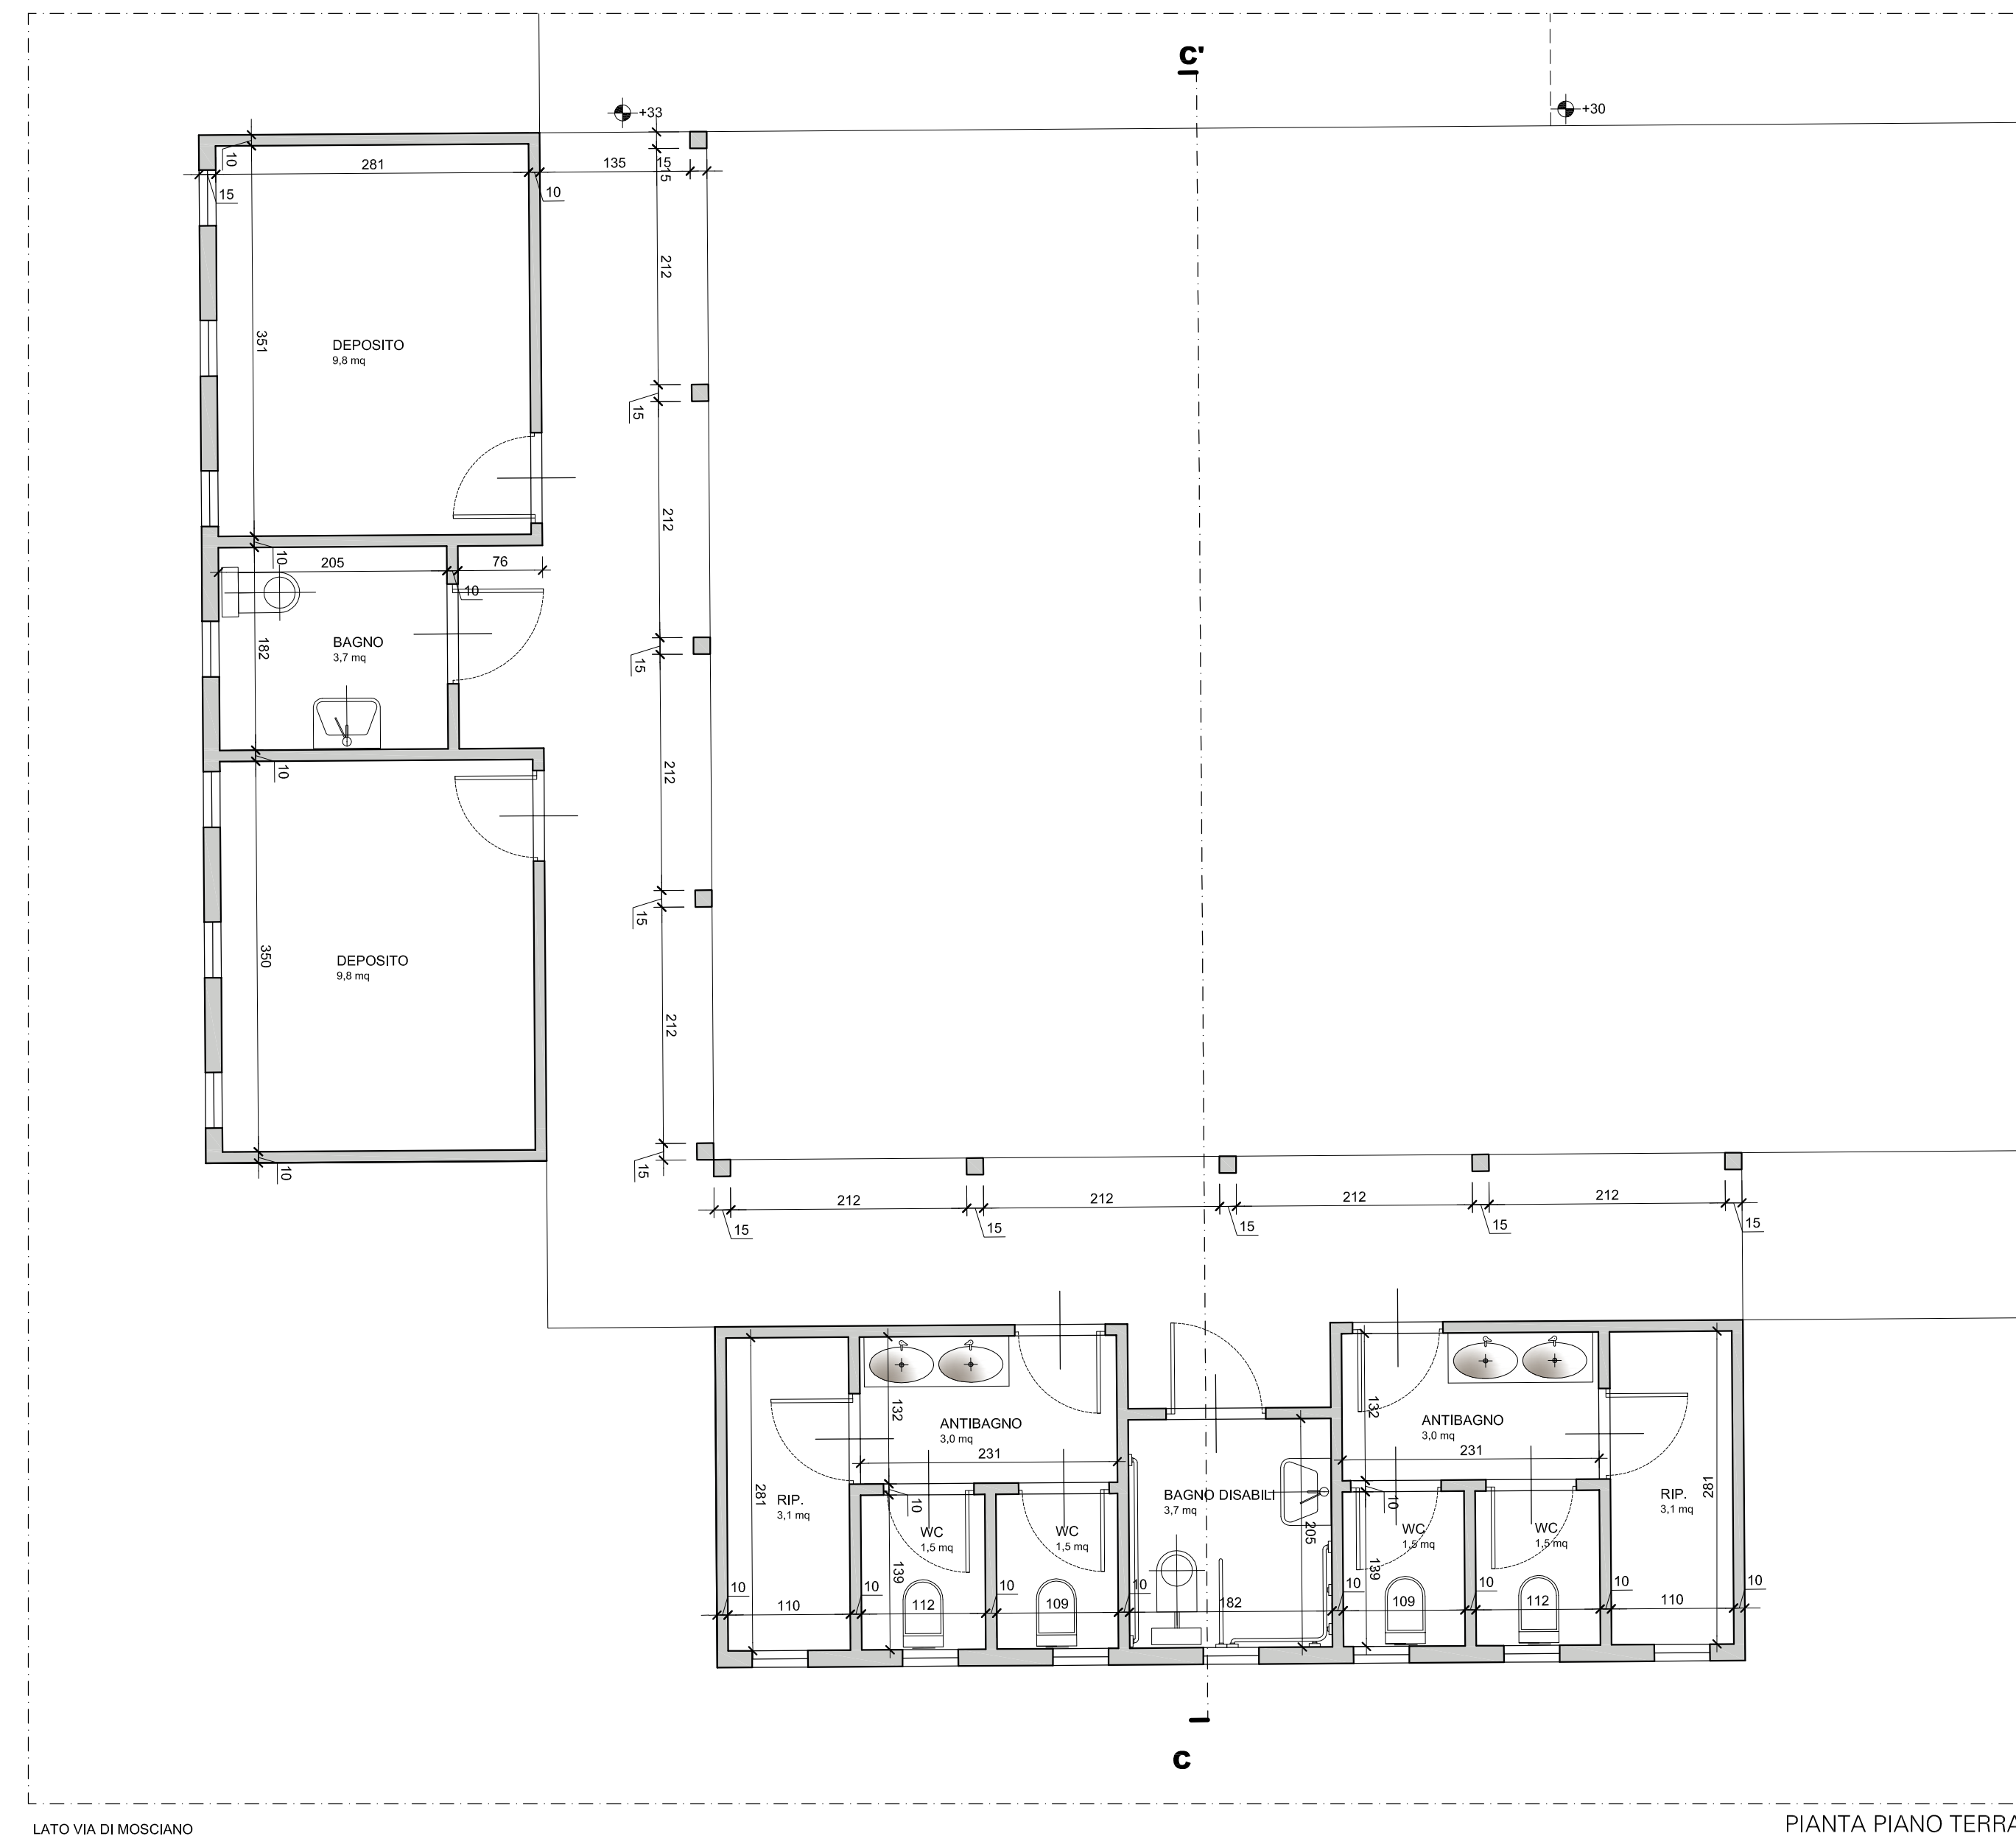 C'
+33
+30
10
281
135
15
15
15
10
212
351
DEPOSITO
9,8 mq
15
212
10
205
76
10
BAGNO
3,7 mq
182
15
212
10
15
350
DEPOSITO
9,8 mq
212
10
15
212
212
212
212
15
15
15
15
15
132
ANTIBAGNO
3,0 mq
231
132
ANTIBAGNO
3,0 mq
231
281
RIP.
3,1 mq
10
WC
1,5 mq
WC
1,5 mq
BAGNO DISABILI
3,7 mq
205
10
WC
1,5 mq
WC
1,5 mq
RIP.
3,1 mq
281
139
139
10
10
10
10
10
10
10
10
110
112
109
182
109
112
110
C
LATO VIA DI MOSCIANO
PIANTA PIANO TERRA